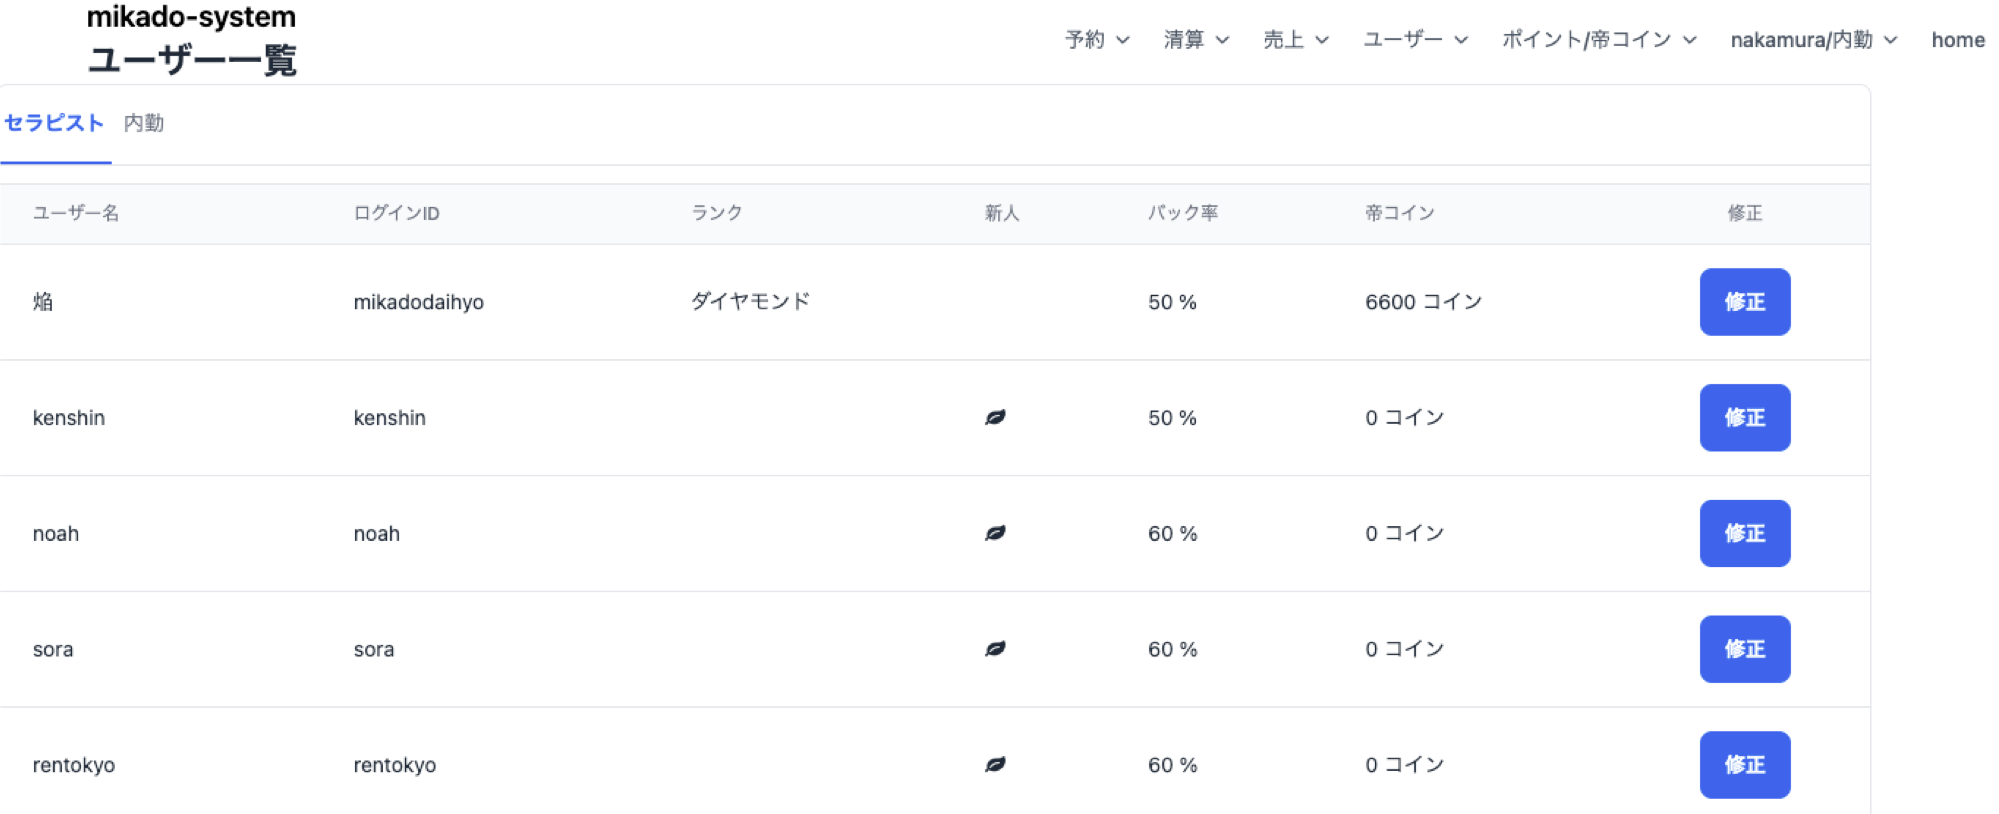 mikado-system
ユーザー一覧
予約 清算 売上 ユーザー ポイント/帝コイン nakamura/内勤 home
セラピスト 内勤
ユーザー名 ログインID ランク 新人 バック率 帝コイン 修正
焔 mikadodaihyo ダイヤモンド 50 % 6600 コイン 修正
kenshin kenshin 50 % 0 コイン 修正
noah noah 60 % 0 コイン 修正
sora sora 60 % 0 コイン 修正
rentokyo rentokyo 60 % 0 コイン 修正